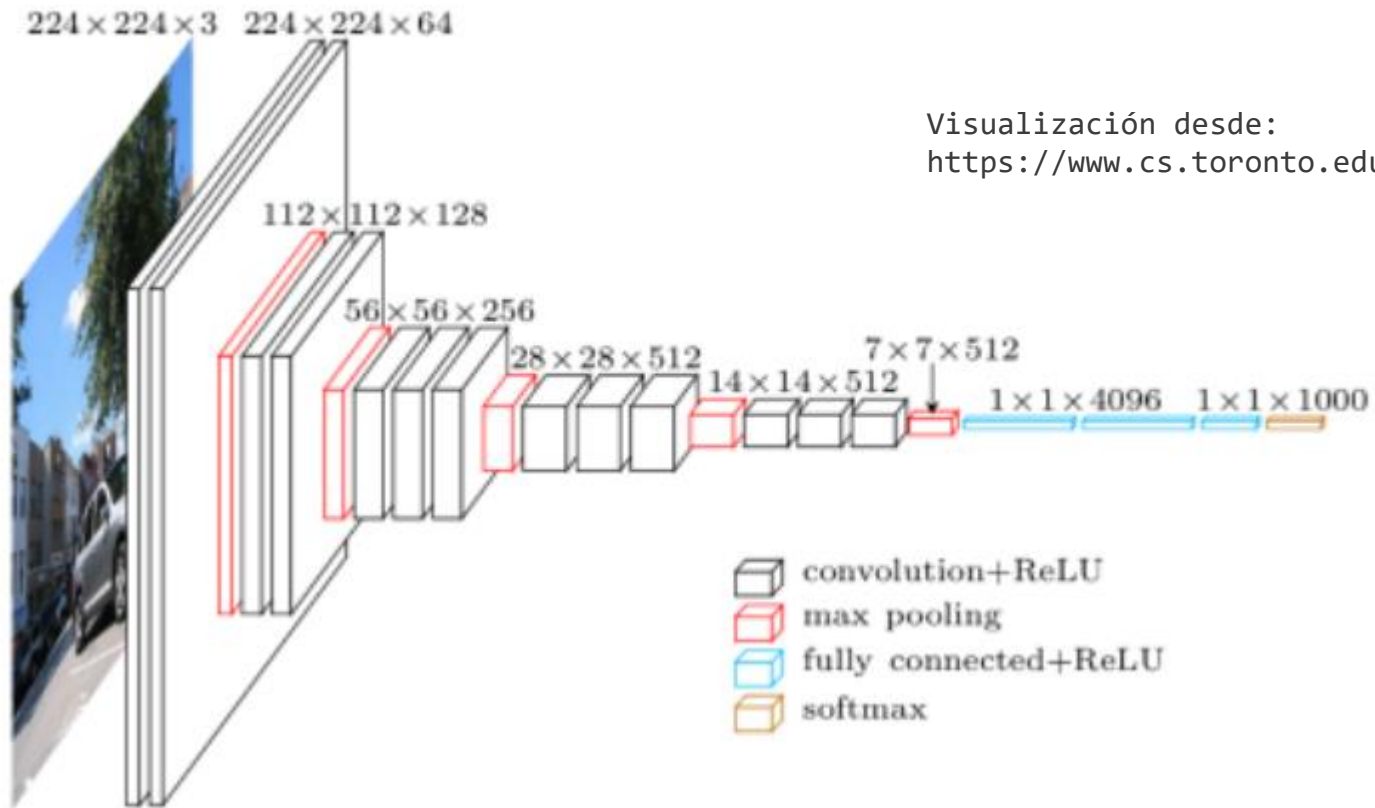 224 × 224 × 3 224 × 224 × 64
Visualización desde:
https://www.cs.toronto.edu
112 × 112 × 128
56 × 56 × 256
28 × 28 × 512
7 × 7 × 512
14 × 14 × 512
1 × 1 × 4096 1 × 1 × 1000
convolution+ReLU
max pooling
fully connected+ReLU
softmax